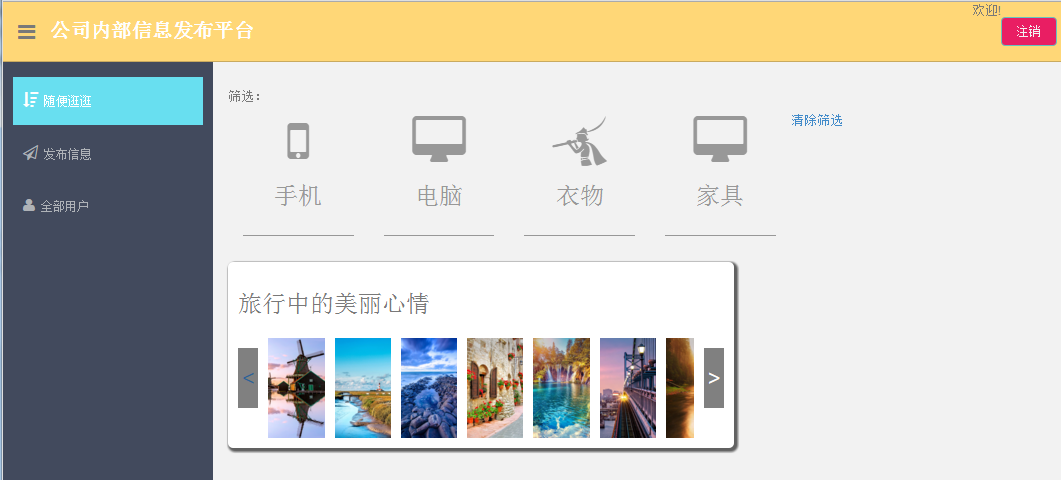 欢迎!
公司内部信息发布平台
注销
随便逛逛
发布信息
全部用户
筛选：
手机
电脑
衣物
家具
清除筛选
旅行中的美丽心情
<
>